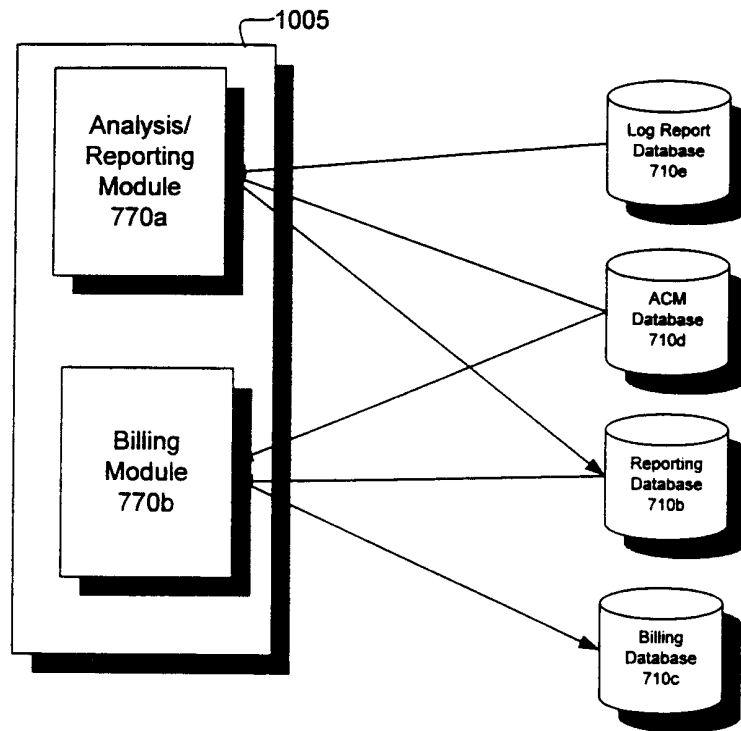 1005
Analysis/
Reporting
Module
770a
Billing
Module
770b
Log Report
Database
710e
ACM
Database
710d
Reporting
Database
710b
Billing
Database
710c